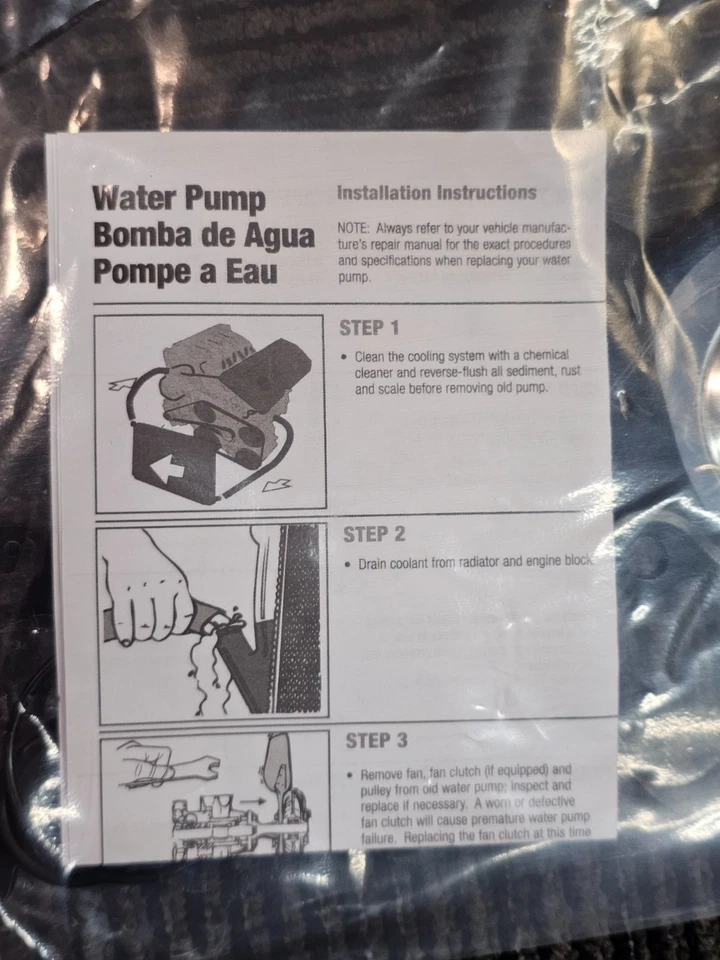 Water Pump
Bomba de Agua
Pompe a Eau
Installation Instructions
NOTE: Always refer to your vehicle manufac-
ture's repair manual for the exact procedures
and specifications when replacing your water
pump.
STEP 1
• Clean the cooling system with a chemical
cleaner and reverse-flush all sediment, rust
and scale before removing old pump.
STEP 2
• Drain coolant from radiator and engine block.
STEP 3
• Remove fan, fan clutch (if equipped) and
pulley from old water pump; inspect and
replace if necessary. A worn or defective
fan clutch will cause premature water pump
failure. Replacing the fan clutch at this time